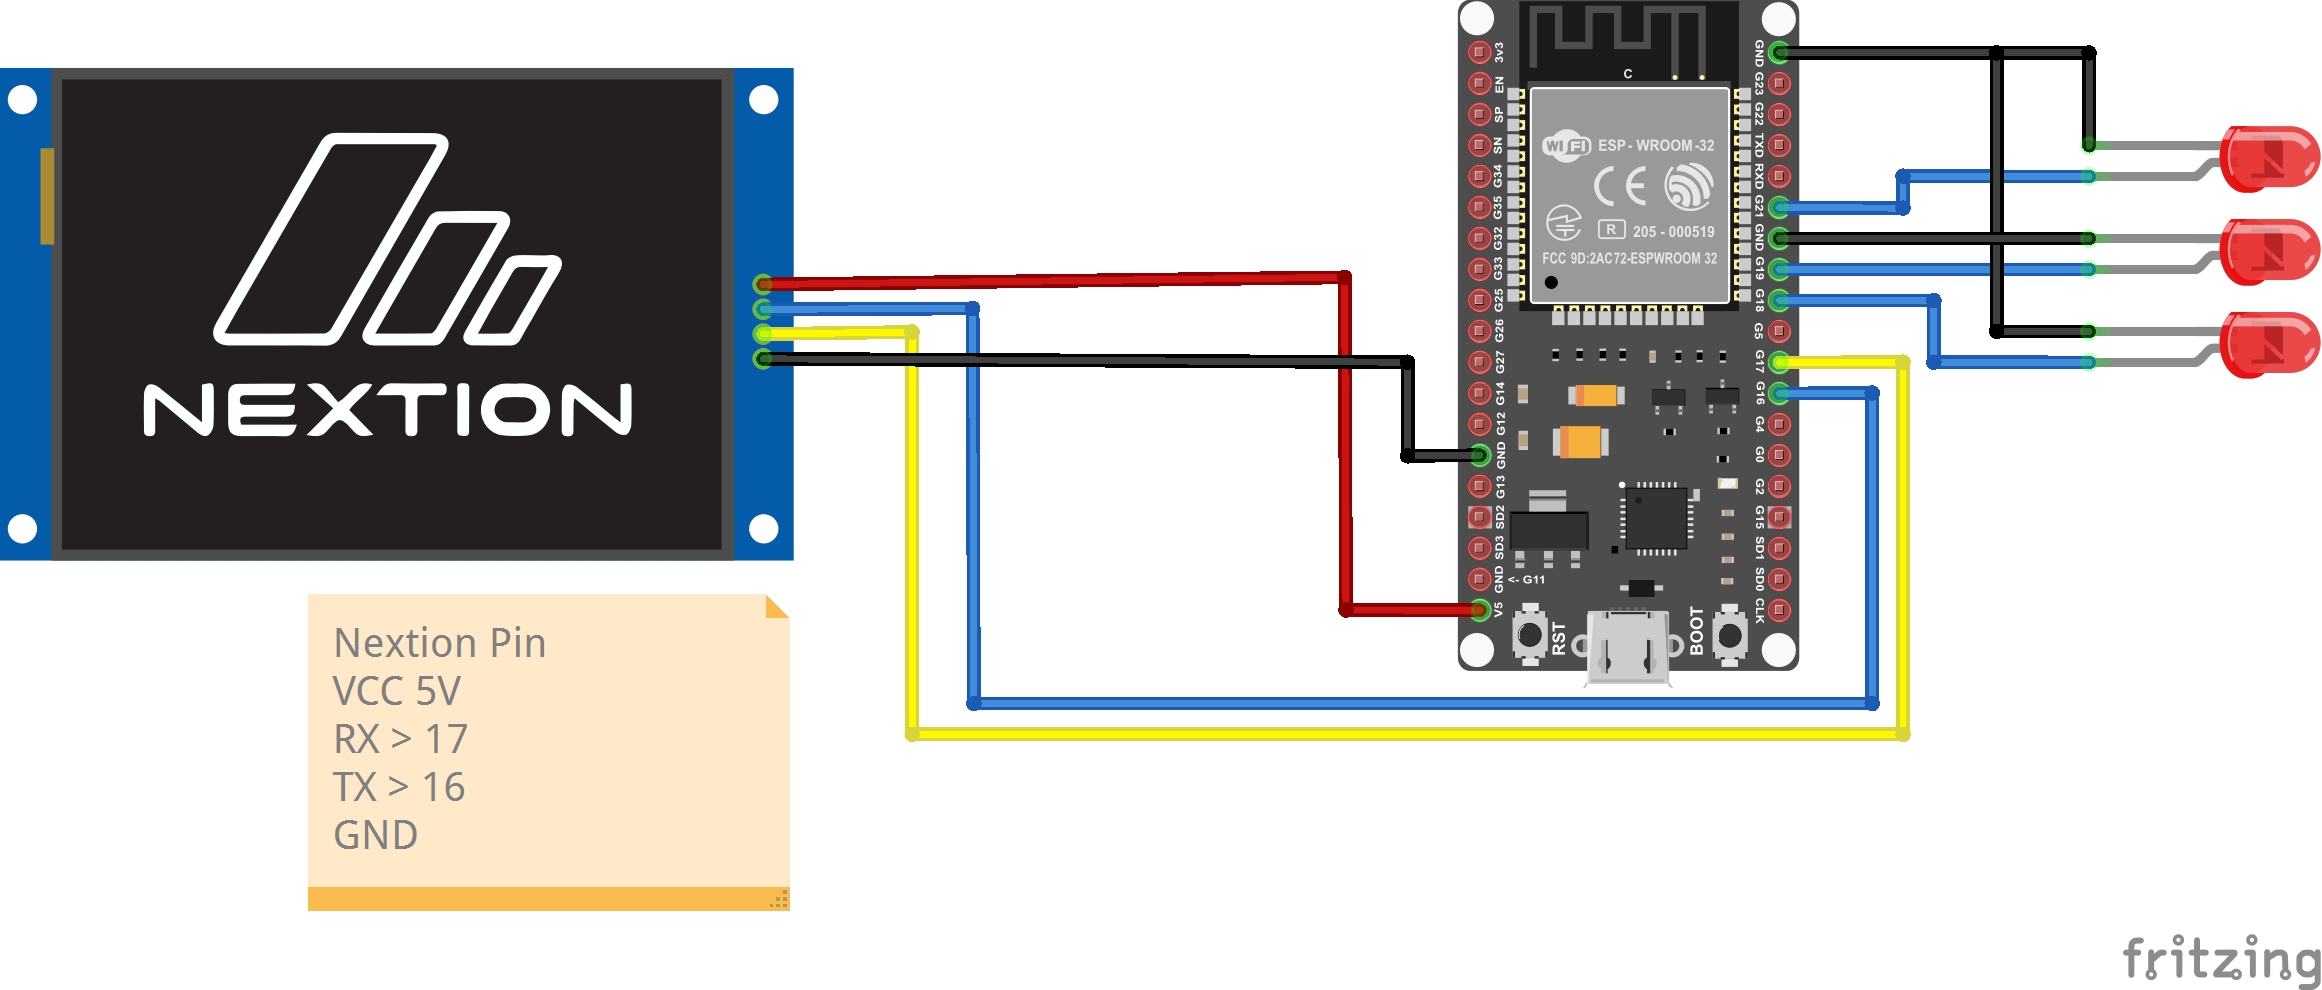 NEXTION
Nextion Pin
VCC 5V
RX > 17
TX > 16
GND
3V3
EN
SP
SN
G34
G35
G32
G33
G25
G26
G27
G14
G12
GND
G13
SD2
SD3
GND
V5
<- G11
C
WiFi ESP-WROOM-32
CE
R 205-000519
FCC 9D:2AC72-ESPWROOM 32
RST
BOOT
GND
G23
G22
TXD
RXD
G21
GND
G19
G18
G5
G17
G16
G4
G0
G2
G15
SD1
SD0
CLK
fritzing